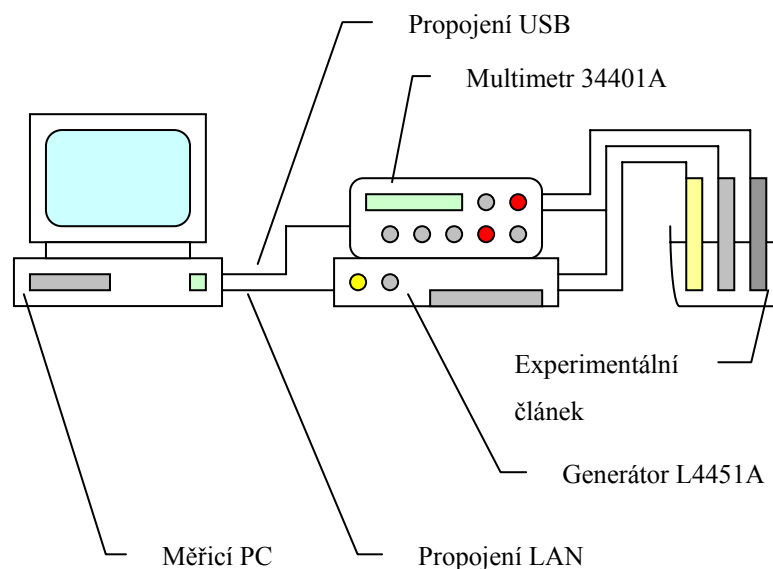 Propojení USB
Multimetr 34401A
Experimentální
článek
Generátor L4451A
Měřicí PC
Propojení LAN